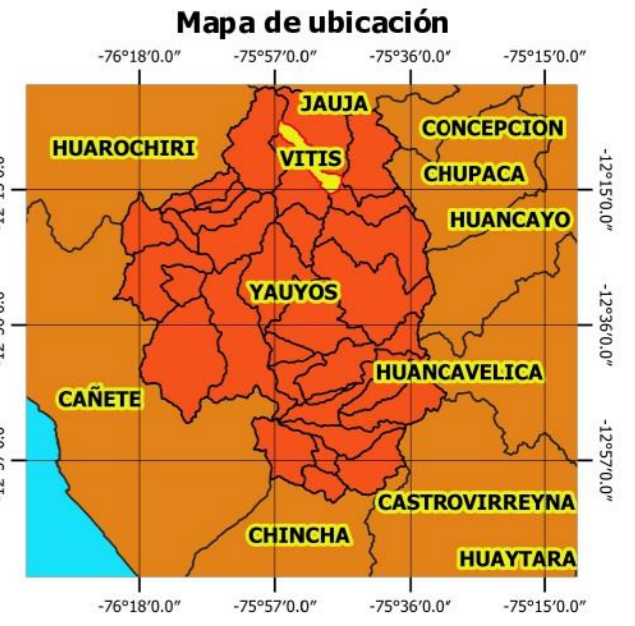 Mapa de ubicación
-76°18′0.0″ -75°57′0.0″ -75°36′0.0″ -75°15′0.0″
JAUJA
CONCEPCION
HUAROCHIRI
VITIS
CHUPACA
-12°15′0.0″
HUANCAYO
YAUYOS
-12°36′0.0″
HUANCAVELICA
CAÑETE
-12°57′0.0″
CASTROVIRREYNA
CHINCHA
HUAYTARA
-76°18′0.0″ -75°57′0.0″ -75°36′0.0″ -75°15′0.0″